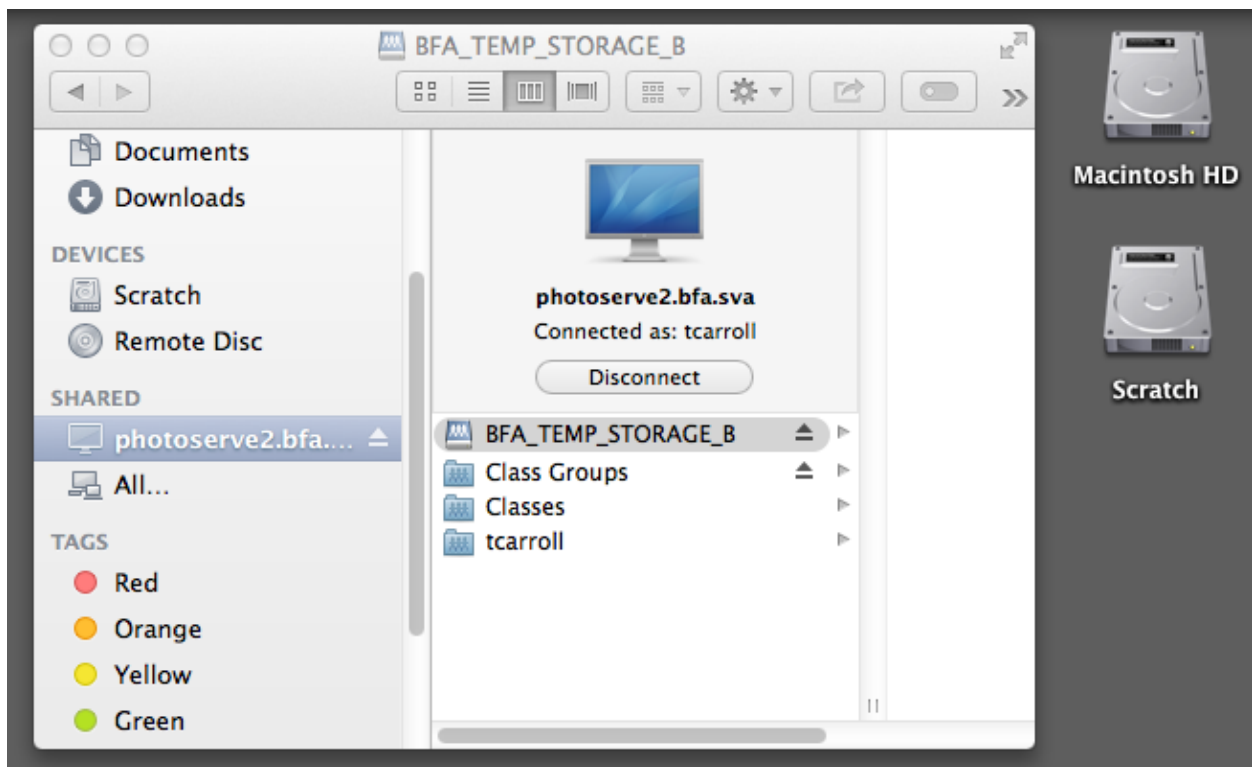 BFA_TEMP_STORAGE_B
Documents
Downloads
DEVICES
Scratch
Remote Disc
SHARED
photoserve2.bfa....
All...
TAGS
Red
Orange
Yellow
Green
photoserve2.bfa.sva
Connected as: tcarroll
Disconnect
BFA_TEMP_STORAGE_B
Class Groups
Classes
tcarroll
Macintosh HD
Scratch